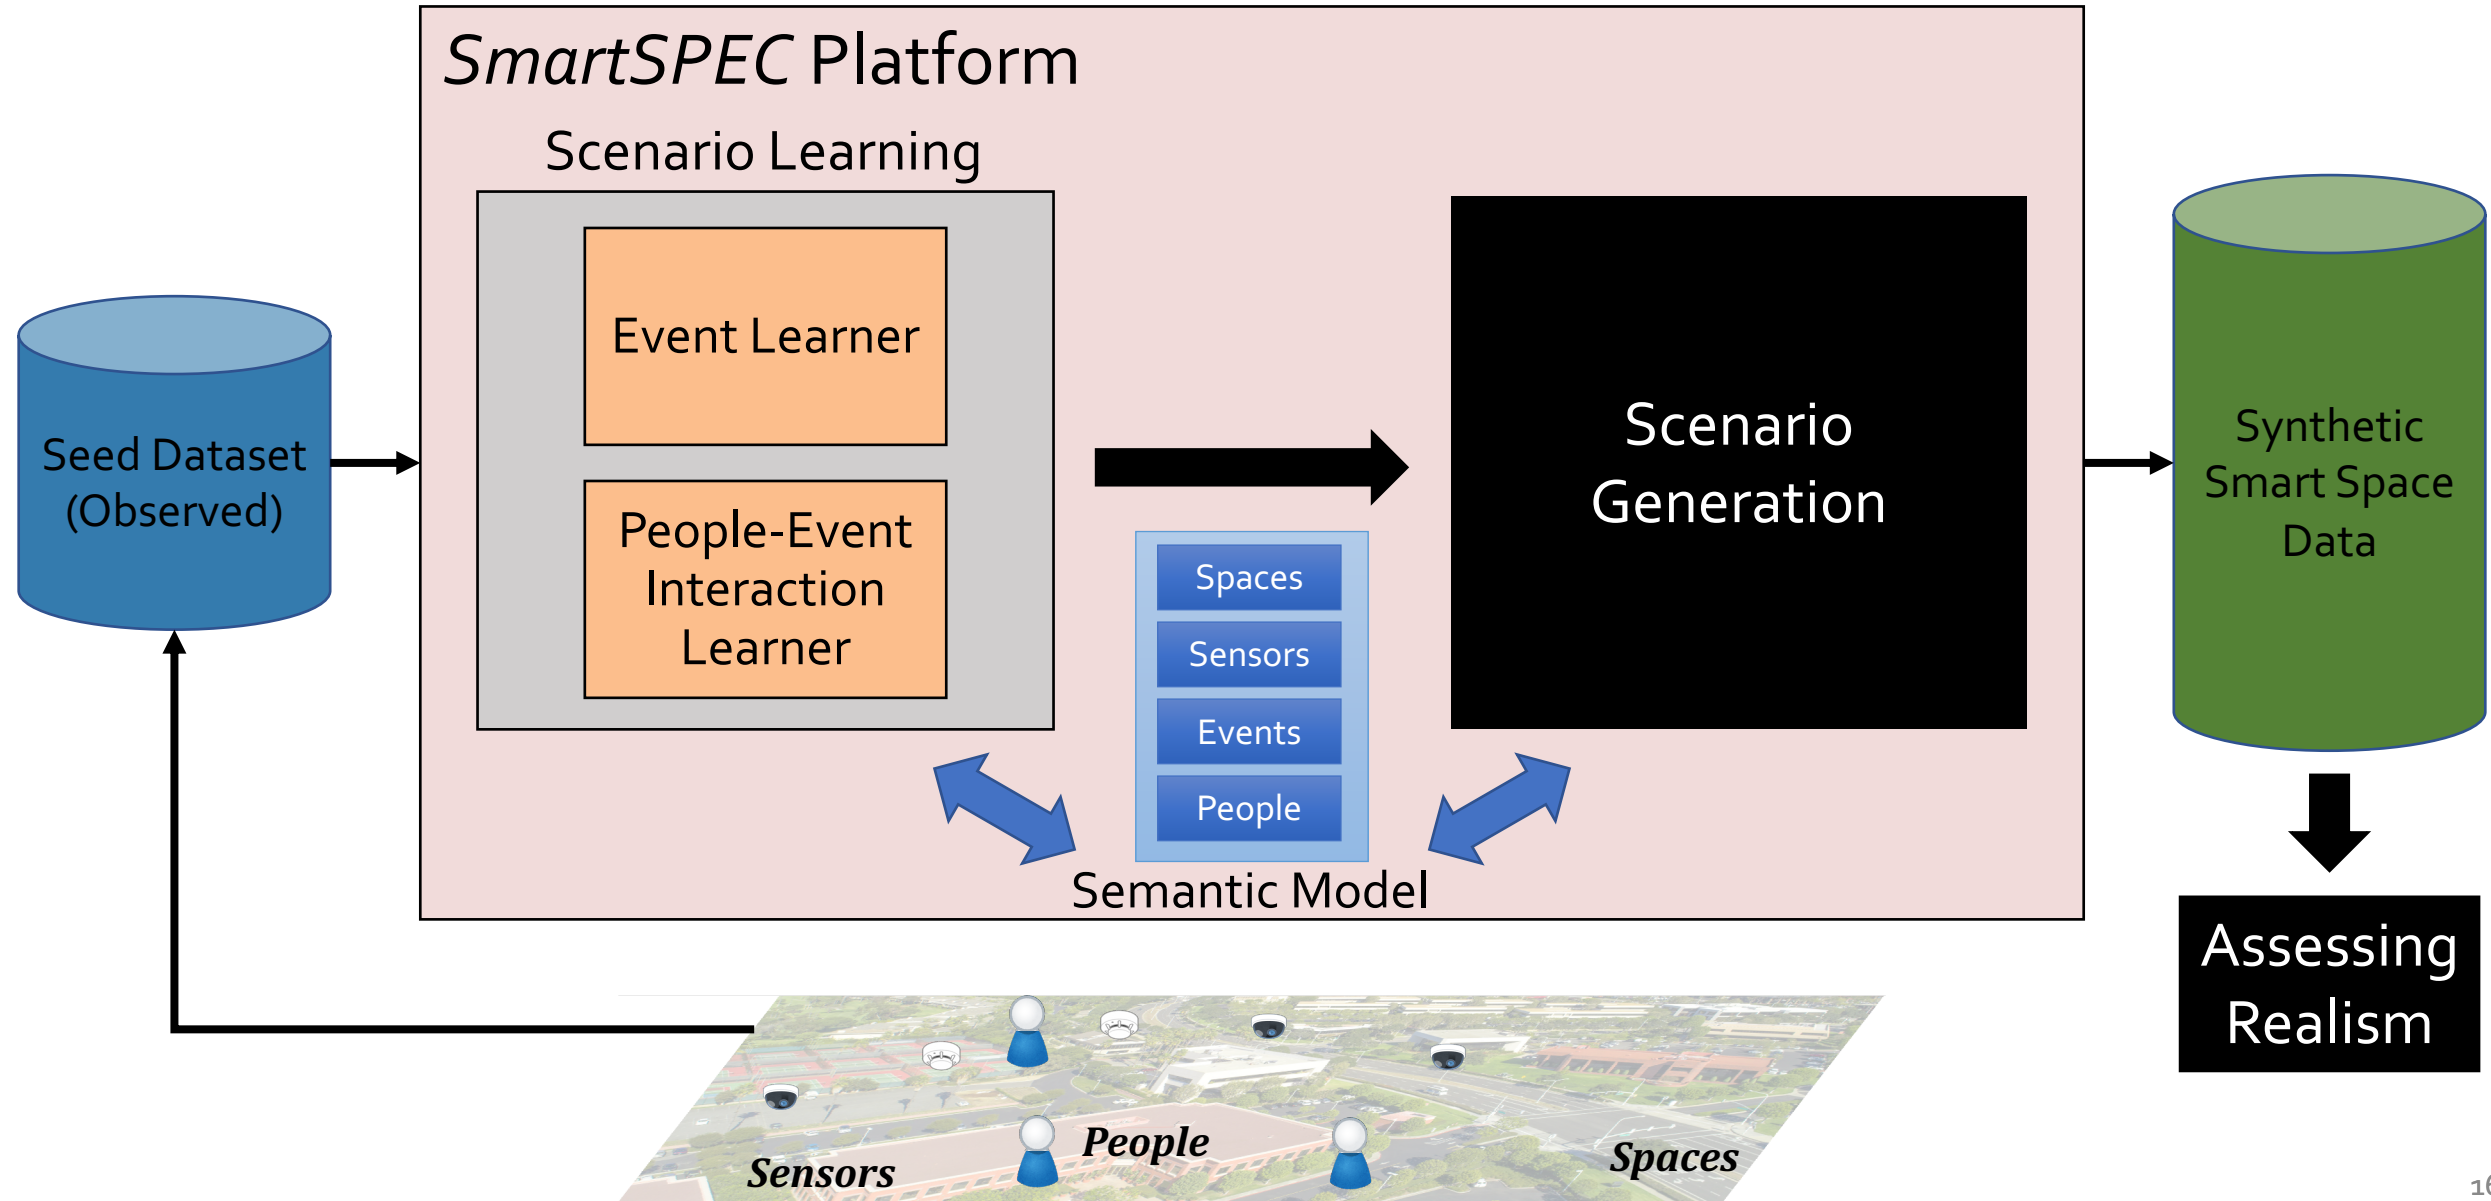 SmartSPEC Platform
Scenario Learning
Event Learner
People-Event
Interaction
Learner
Seed Dataset
(Observed)
Scenario
Generation
Spaces
Sensors
Events
People
Semantic Model
Synthetic
Smart Space
Data
Assessing
Realism
People
Sensors
Spaces